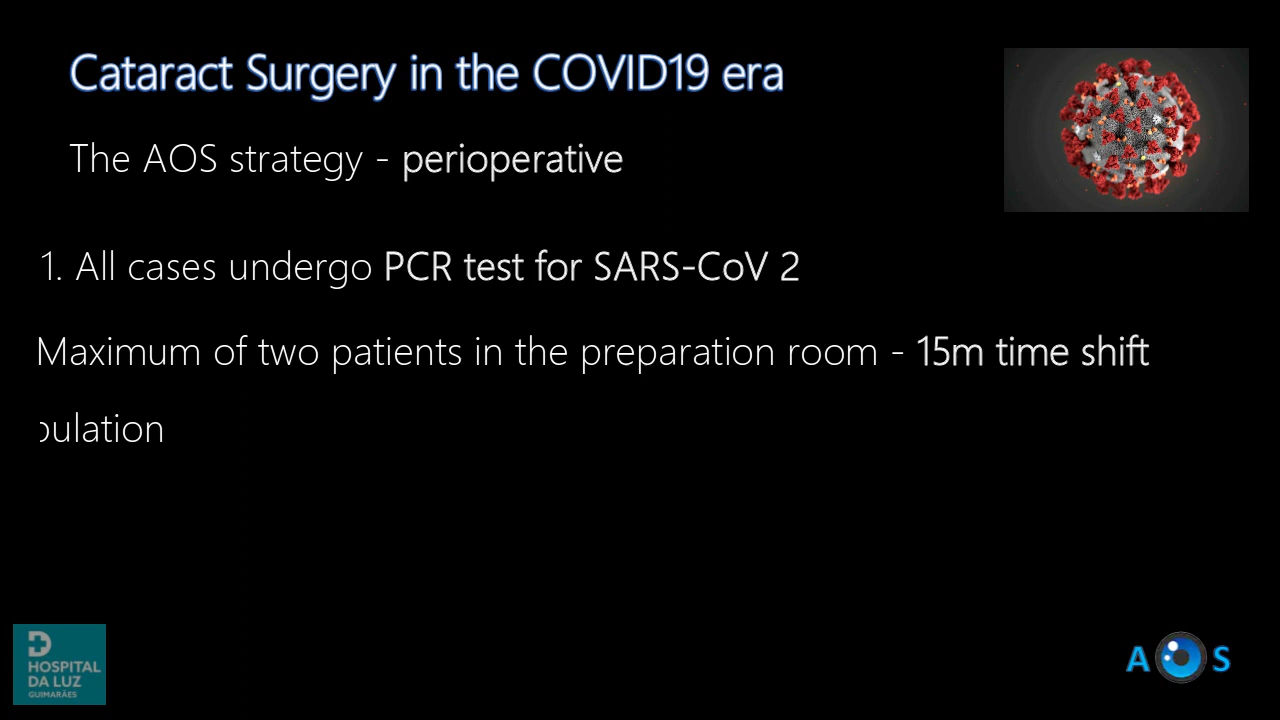 Cataract Surgery in the COVID19 era
The AOS strategy - perioperative
1. All cases undergo PCR test for SARS-CoV 2
Maximum of two patients in the preparation room - 15m time shift
pulation
D
HOSPITAL
DA LUZ
GUIMARÃES
A S